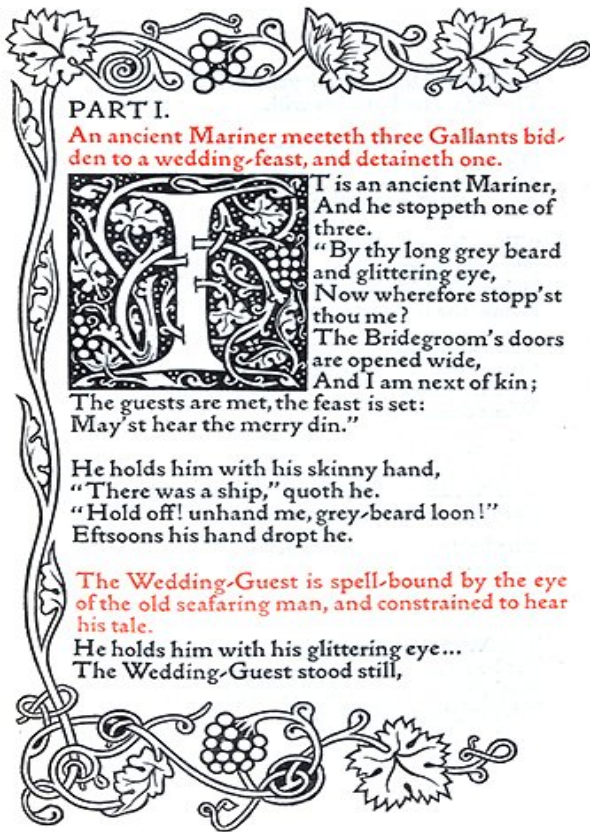 PART I.
An ancient Mariner meeteth three Gallants bid-
den to a wedding-feast, and detaineth one.
IT is an ancient Mariner,
And he stoppeth one of
three.
“By thy long grey beard
and glittering eye,
Now wherefore stopp'st
thou me?
The Bridegroom's doors
are opened wide,
And I am next of kin;
The guests are met, the feast is set:
May'st hear the merry din.”
He holds him with his skinny hand,
“There was a ship,” quoth he.
“Hold off! unhand me, grey-beard loon!”
Eftsoons his hand dropt he.
The Wedding-Guest is spell-bound by the eye
of the old seafaring man, and constrained to hear
his tale.
He holds him with his glittering eye...
The Wedding-Guest stood still,